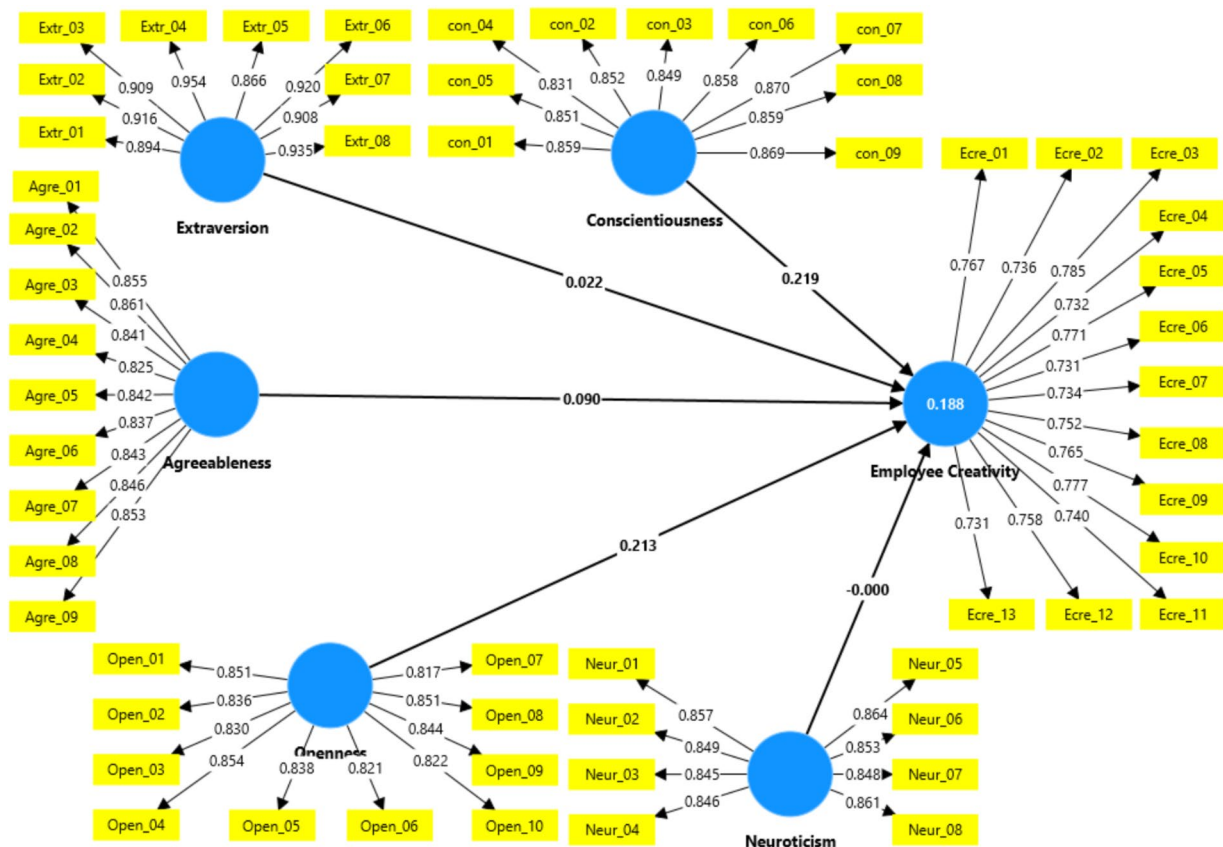 Extr_03
Extr_04
Extr_05
Extr_06
Extr_02
Extr_07
Extr_01
Extr_08
0.909
0.954
0.866
0.920
0.916
0.908
0.894
0.935
Extraversion
con_04
con_02
con_03
con_06
con_07
con_05
con_08
con_01
con_09
0.831
0.852
0.849
0.858
0.870
0.851
0.859
0.859
0.869
Conscientiousness
Agre_01
Agre_02
Agre_03
Agre_04
Agre_05
Agre_06
Agre_07
Agre_08
Agre_09
0.855
0.861
0.841
0.825
0.842
0.837
0.843
0.846
0.853
Agreeableness
0.022
0.219
0.090
0.213
-0.000
Ecre_01
Ecre_02
Ecre_03
Ecre_04
Ecre_05
Ecre_06
Ecre_07
Ecre_08
Ecre_09
Ecre_10
Ecre_11
Ecre_12
Ecre_13
0.767
0.736
0.785
0.732
0.771
0.731
0.734
0.752
0.765
0.777
0.740
0.758
0.731
0.188
Employee Creativity
Open_01
Open_02
Open_03
Open_04
Open_05
Open_06
Open_07
Open_08
Open_09
Open_10
0.851
0.836
0.830
0.854
0.838
0.821
0.817
0.851
0.844
0.822
Openness
Neur_01
Neur_02
Neur_03
Neur_04
Neur_05
Neur_06
Neur_07
Neur_08
0.857
0.849
0.845
0.846
0.864
0.853
0.848
0.861
Neuroticism